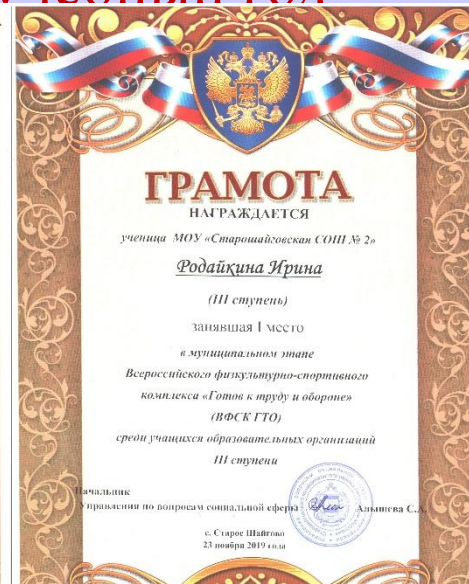 ГРАМОТА
НАГРАЖДАЕТСЯ
ученица МОУ «Старошайговская СОШ № 2»
Родайкина Ирина
(III ступень)
занявшая I место
в муниципальном этапе
Всероссийского физкультурно-спортивного
комплекса «Готов к труду и обороне»
(ВФСК ГТО)
среди учащихся образовательных организаций
III ступени
Начальник
Управления по вопросам социальной сферы
с. Старое Шайгово
23 ноября 2019 года